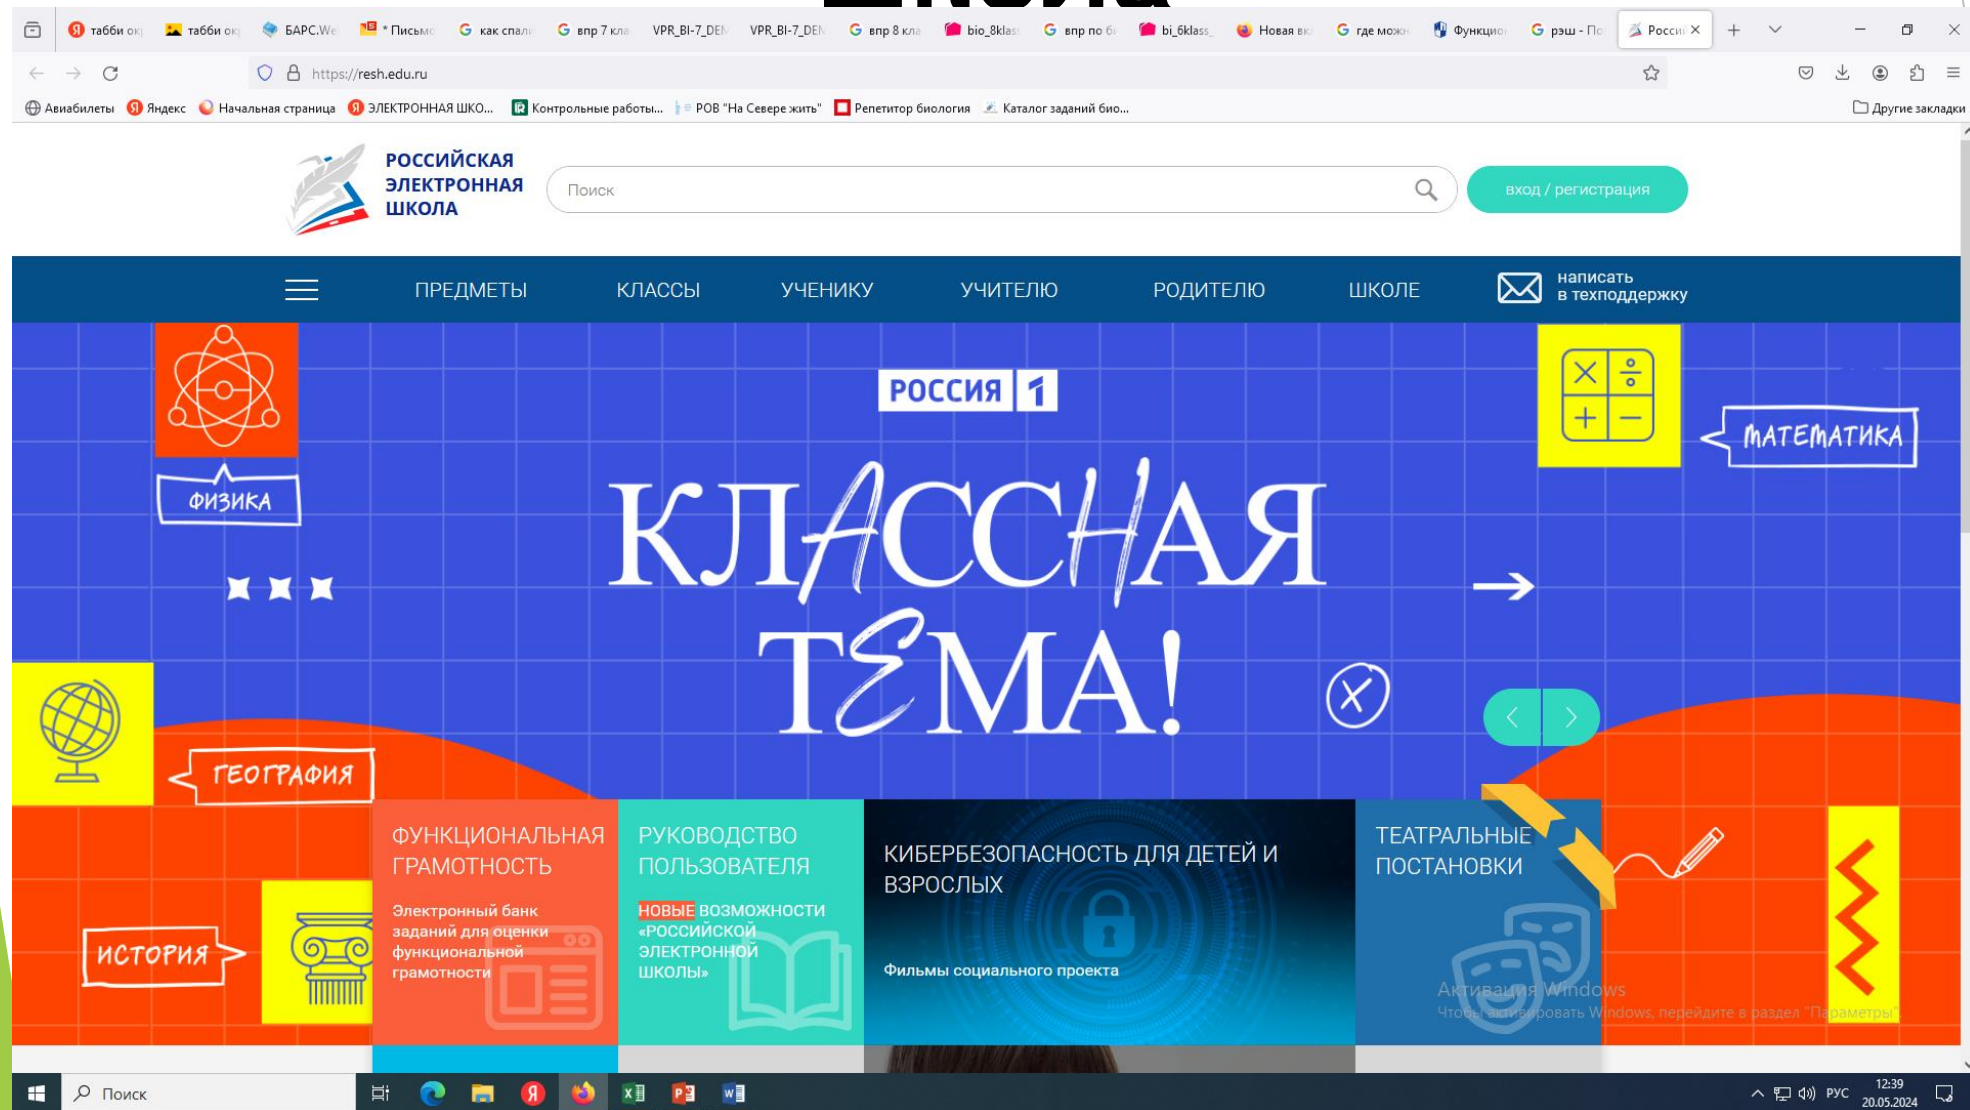 школа
табби ок
табби ок
БАРС.We
* Письмо
как спал
впр 7 кла
VPR_BI-7_DE
VPR_BI-7_DE
впр 8 кла
bio_8klas
впр по б
bi_6klass_
Новая вк
где можн
Функцио
рэш - По
Росси
https://resh.edu.ru
Авиабилеты
Яндекс
Начальная страница
ЭЛЕКТРОННАЯ ШКО...
Контрольные работы...
РОВ "На Севере жить"
Репетитор биология
Каталог заданий био...
Другие закладки
РОССИЙСКАЯ
ЭЛЕКТРОННАЯ
ШКОЛА
Поиск
вход / регистрация
ПРЕДМЕТЫ
КЛАССЫ
УЧЕНИКУ
УЧИТЕЛЮ
РОДИТЕЛЮ
ШКОЛЕ
написать
в техподдержку
РОССИЯ 1
МАТЕМАТИКА
ФИЗИКА
КЛАССНАЯ
ТЕМА!
ГЕОГРАФИЯ
ИСТОРИЯ
ФУНКЦИОНАЛЬНАЯ
ГРАМОТНОСТЬ
Электронный банк
заданий для оценки
функциональной
грамотности
РУКОВОДСТВО
ПОЛЬЗОВАТЕЛЯ
НОВЫЕ ВОЗМОЖНОСТИ
«РОССИЙСКОЙ
ЭЛЕКТРОННОЙ
ШКОЛЫ»
КИБЕРБЕЗОПАСНОСТЬ ДЛЯ ДЕТЕЙ И
ВЗРОСЛЫХ
Фильмы социального проекта
ТЕАТРАЛЬНЫЕ
ПОСТАНОВКИ
Активация Windows
Чтобы активировать Windows, перейдите в раздел "Параметры".
Поиск
РУС
12:39
20.05.2024